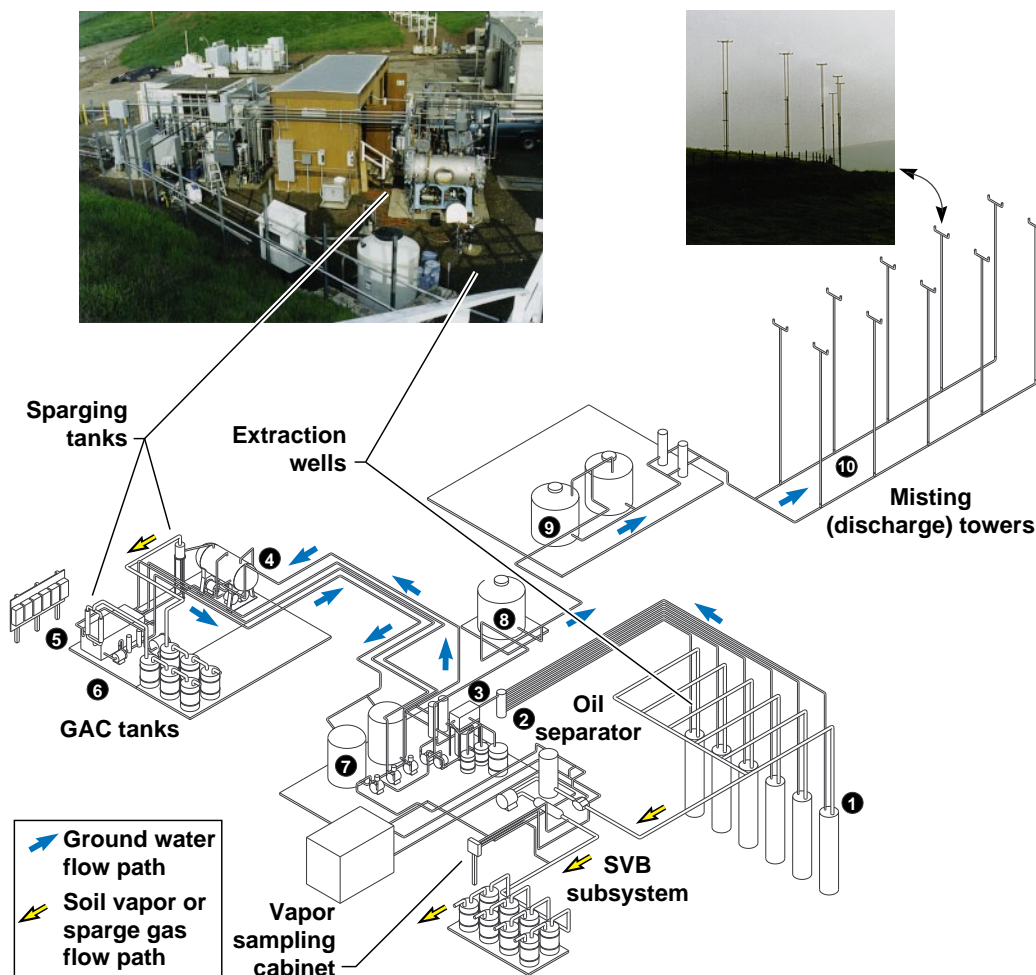 Sparging
tanks
Extraction
wells
10
Misting
(discharge) towers
9
4
8
5
6
GAC tanks
3
2
Oil
separator
7
1
Ground water
flow path
Soil vapor or
sparge gas
flow path
SVB
subsystem
Vapor
sampling
cabinet